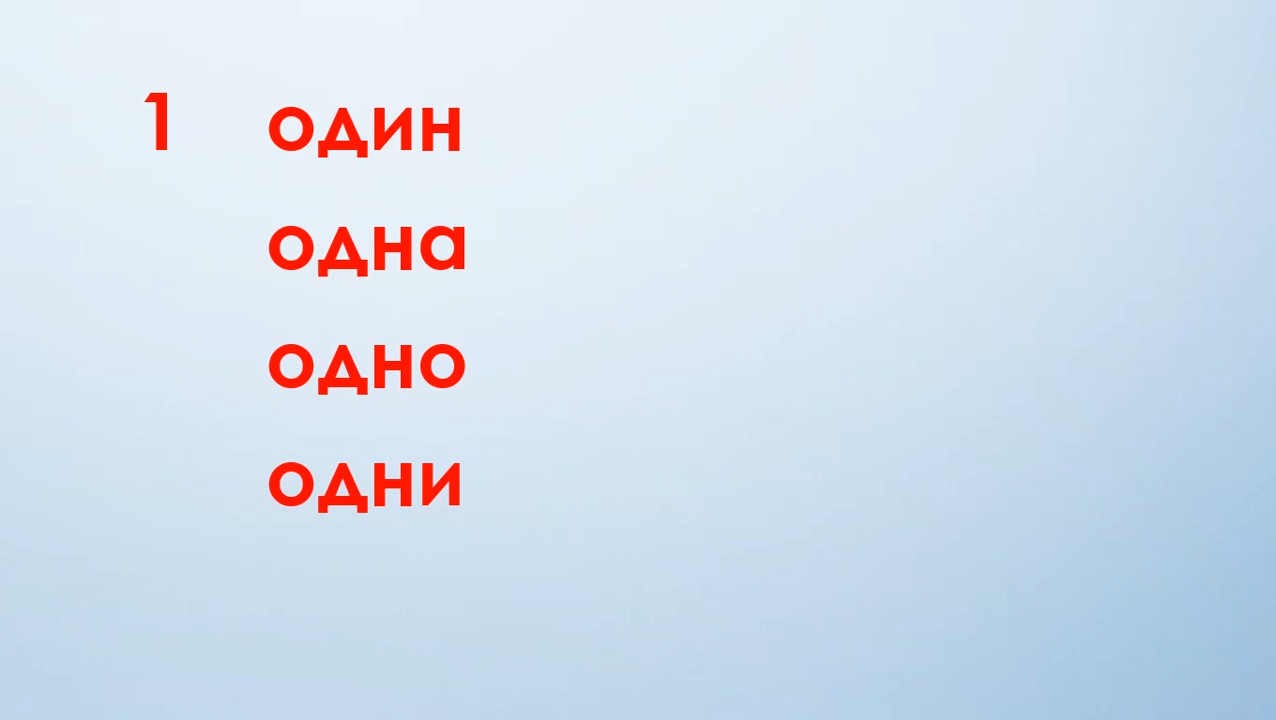 1 один
одна
одно
одни